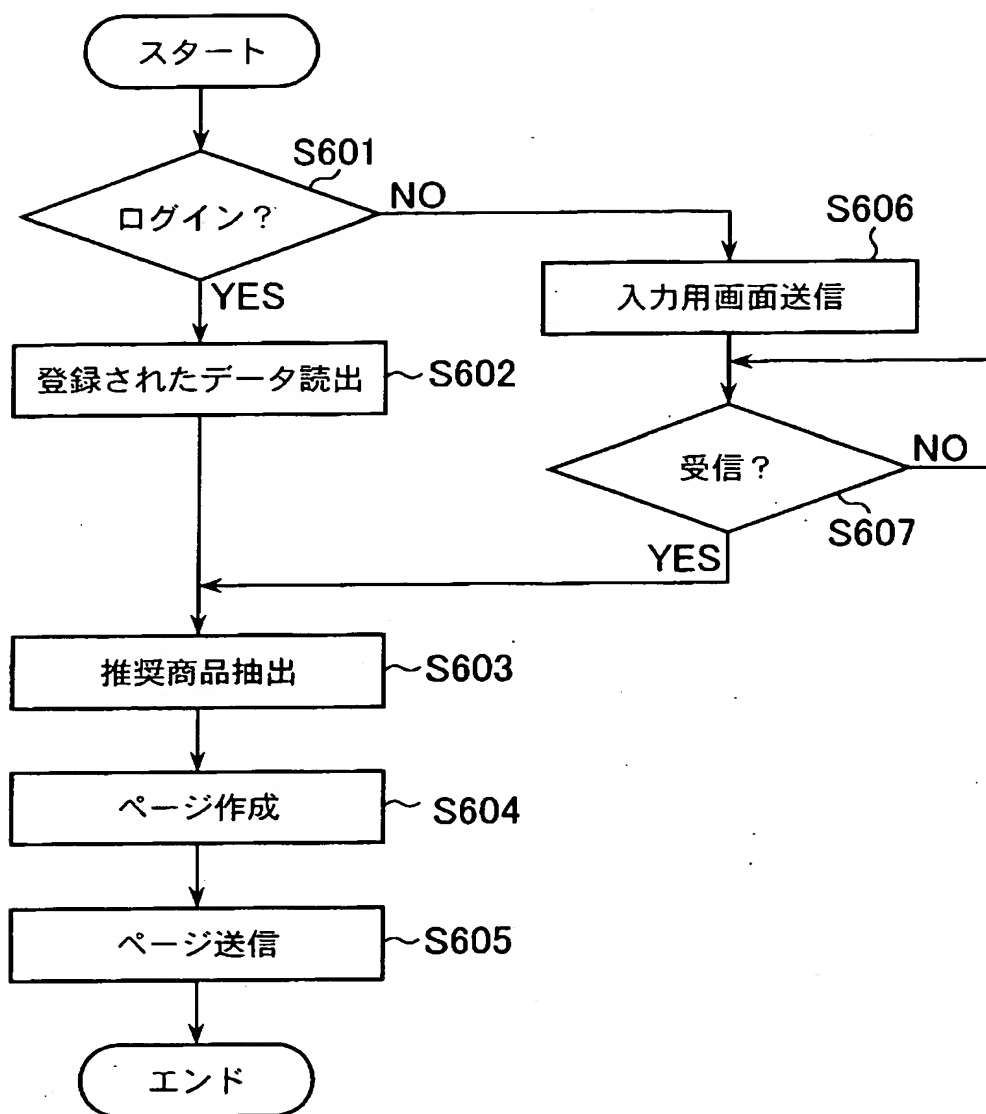 スタート
S601
ログイン？
NO
YES
S606
入力用画面送信
登録されたデータ読出
S602
受信？
NO
S607
YES
推奨商品抽出
S603
ページ作成
S604
ページ送信
S605
エンド